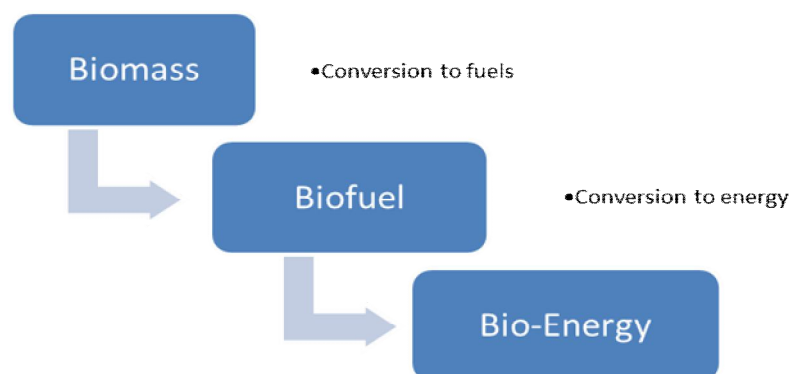 Biomass
•Conversion to fuels
Biofuel
•Conversion to energy
Bio-Energy